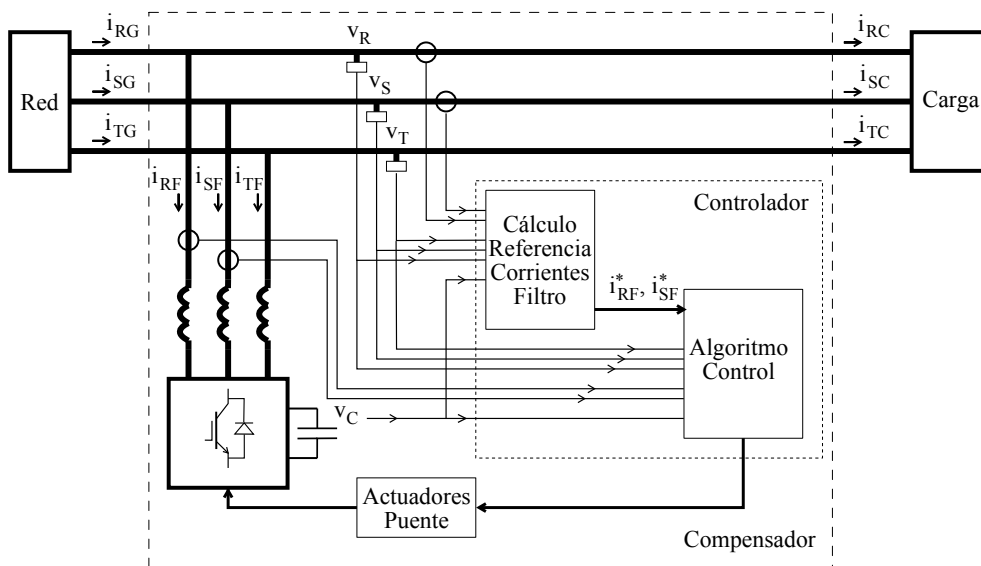 i_RG
v_R
i_RC
i_SG
v_S
i_SC
Red
Carga
i_TG
v_T
i_TC
i_RF
i_SF
i_TF
Controlador
Cálculo
Referencia
Corrientes
Filtro
i*_RF, i*_SF
Algoritmo
Control
v_C
Actuadores
Puente
Compensador